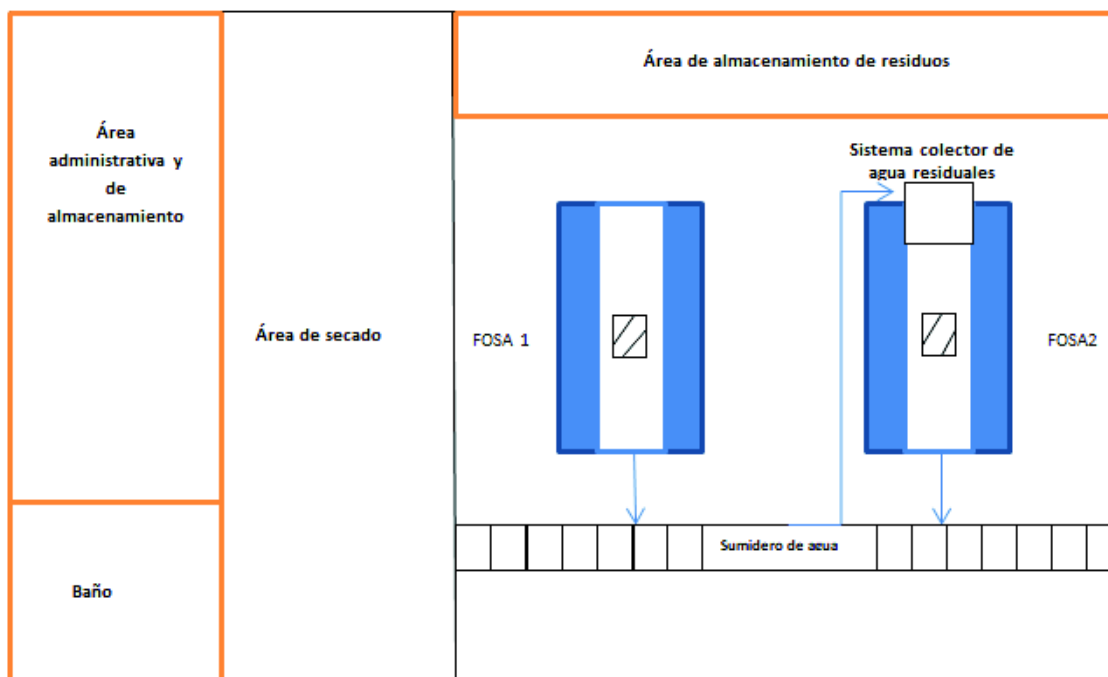 Área de almacenamiento de residuos
Área
administrativa y
de
almacenamiento
Sistema colector de
agua residuales
Área de secado
FOSA 1
FOSA2
Sumidero de agua
Baño